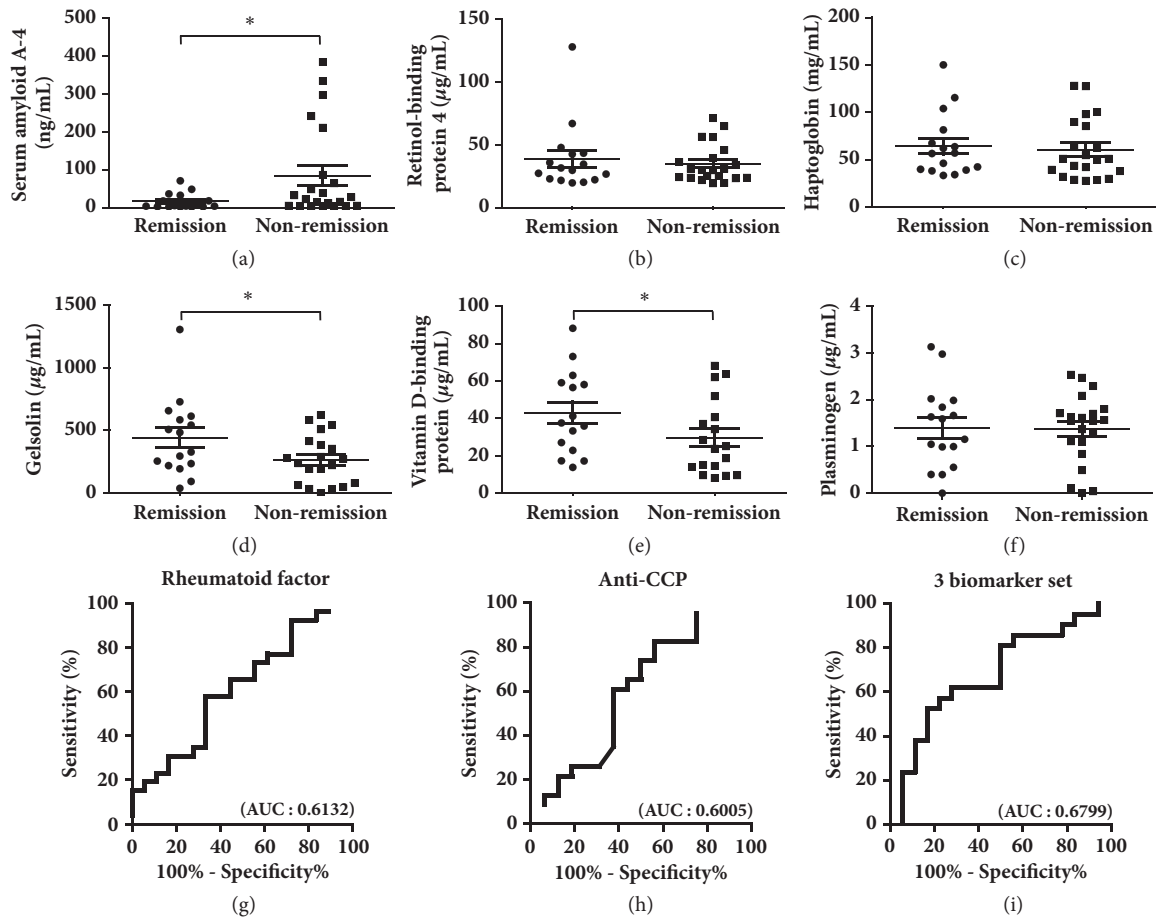 Serum amyloid A-4
(ng/mL)
500
400
300
200
100
0
*
Remission Non-remission
(a)
Retinol-binding
protein 4 (µg/mL)
150
100
50
0
Remission Non-remission
(b)
Haptoglobin (mg/mL)
200
150
100
50
0
Remission Non-remission
(c)
Gelsolin (µg/mL)
1500
1000
500
0
*
Remission Non-remission
(d)
Vitamin D-binding
protein (µg/mL)
100
80
60
40
20
0
*
Remission Non-remission
(e)
Plasminogen (µg/mL)
4
3
2
1
0
Remission Non-remission
(f)
Rheumatoid factor
Sensitivity (%)
100
80
60
40
20
0
(AUC : 0.6132)
0 20 40 60 80 100
100% - Specificity%
(g)
Anti-CCP
Sensitivity (%)
100
80
60
40
20
0
(AUC : 0.6005)
0 20 40 60 80 100
100% - Specificity%
(h)
3 biomarker set
Sensitivity (%)
100
80
60
40
20
0
(AUC : 0.6799)
0 20 40 60 80 100
100% - Specificity%
(i)